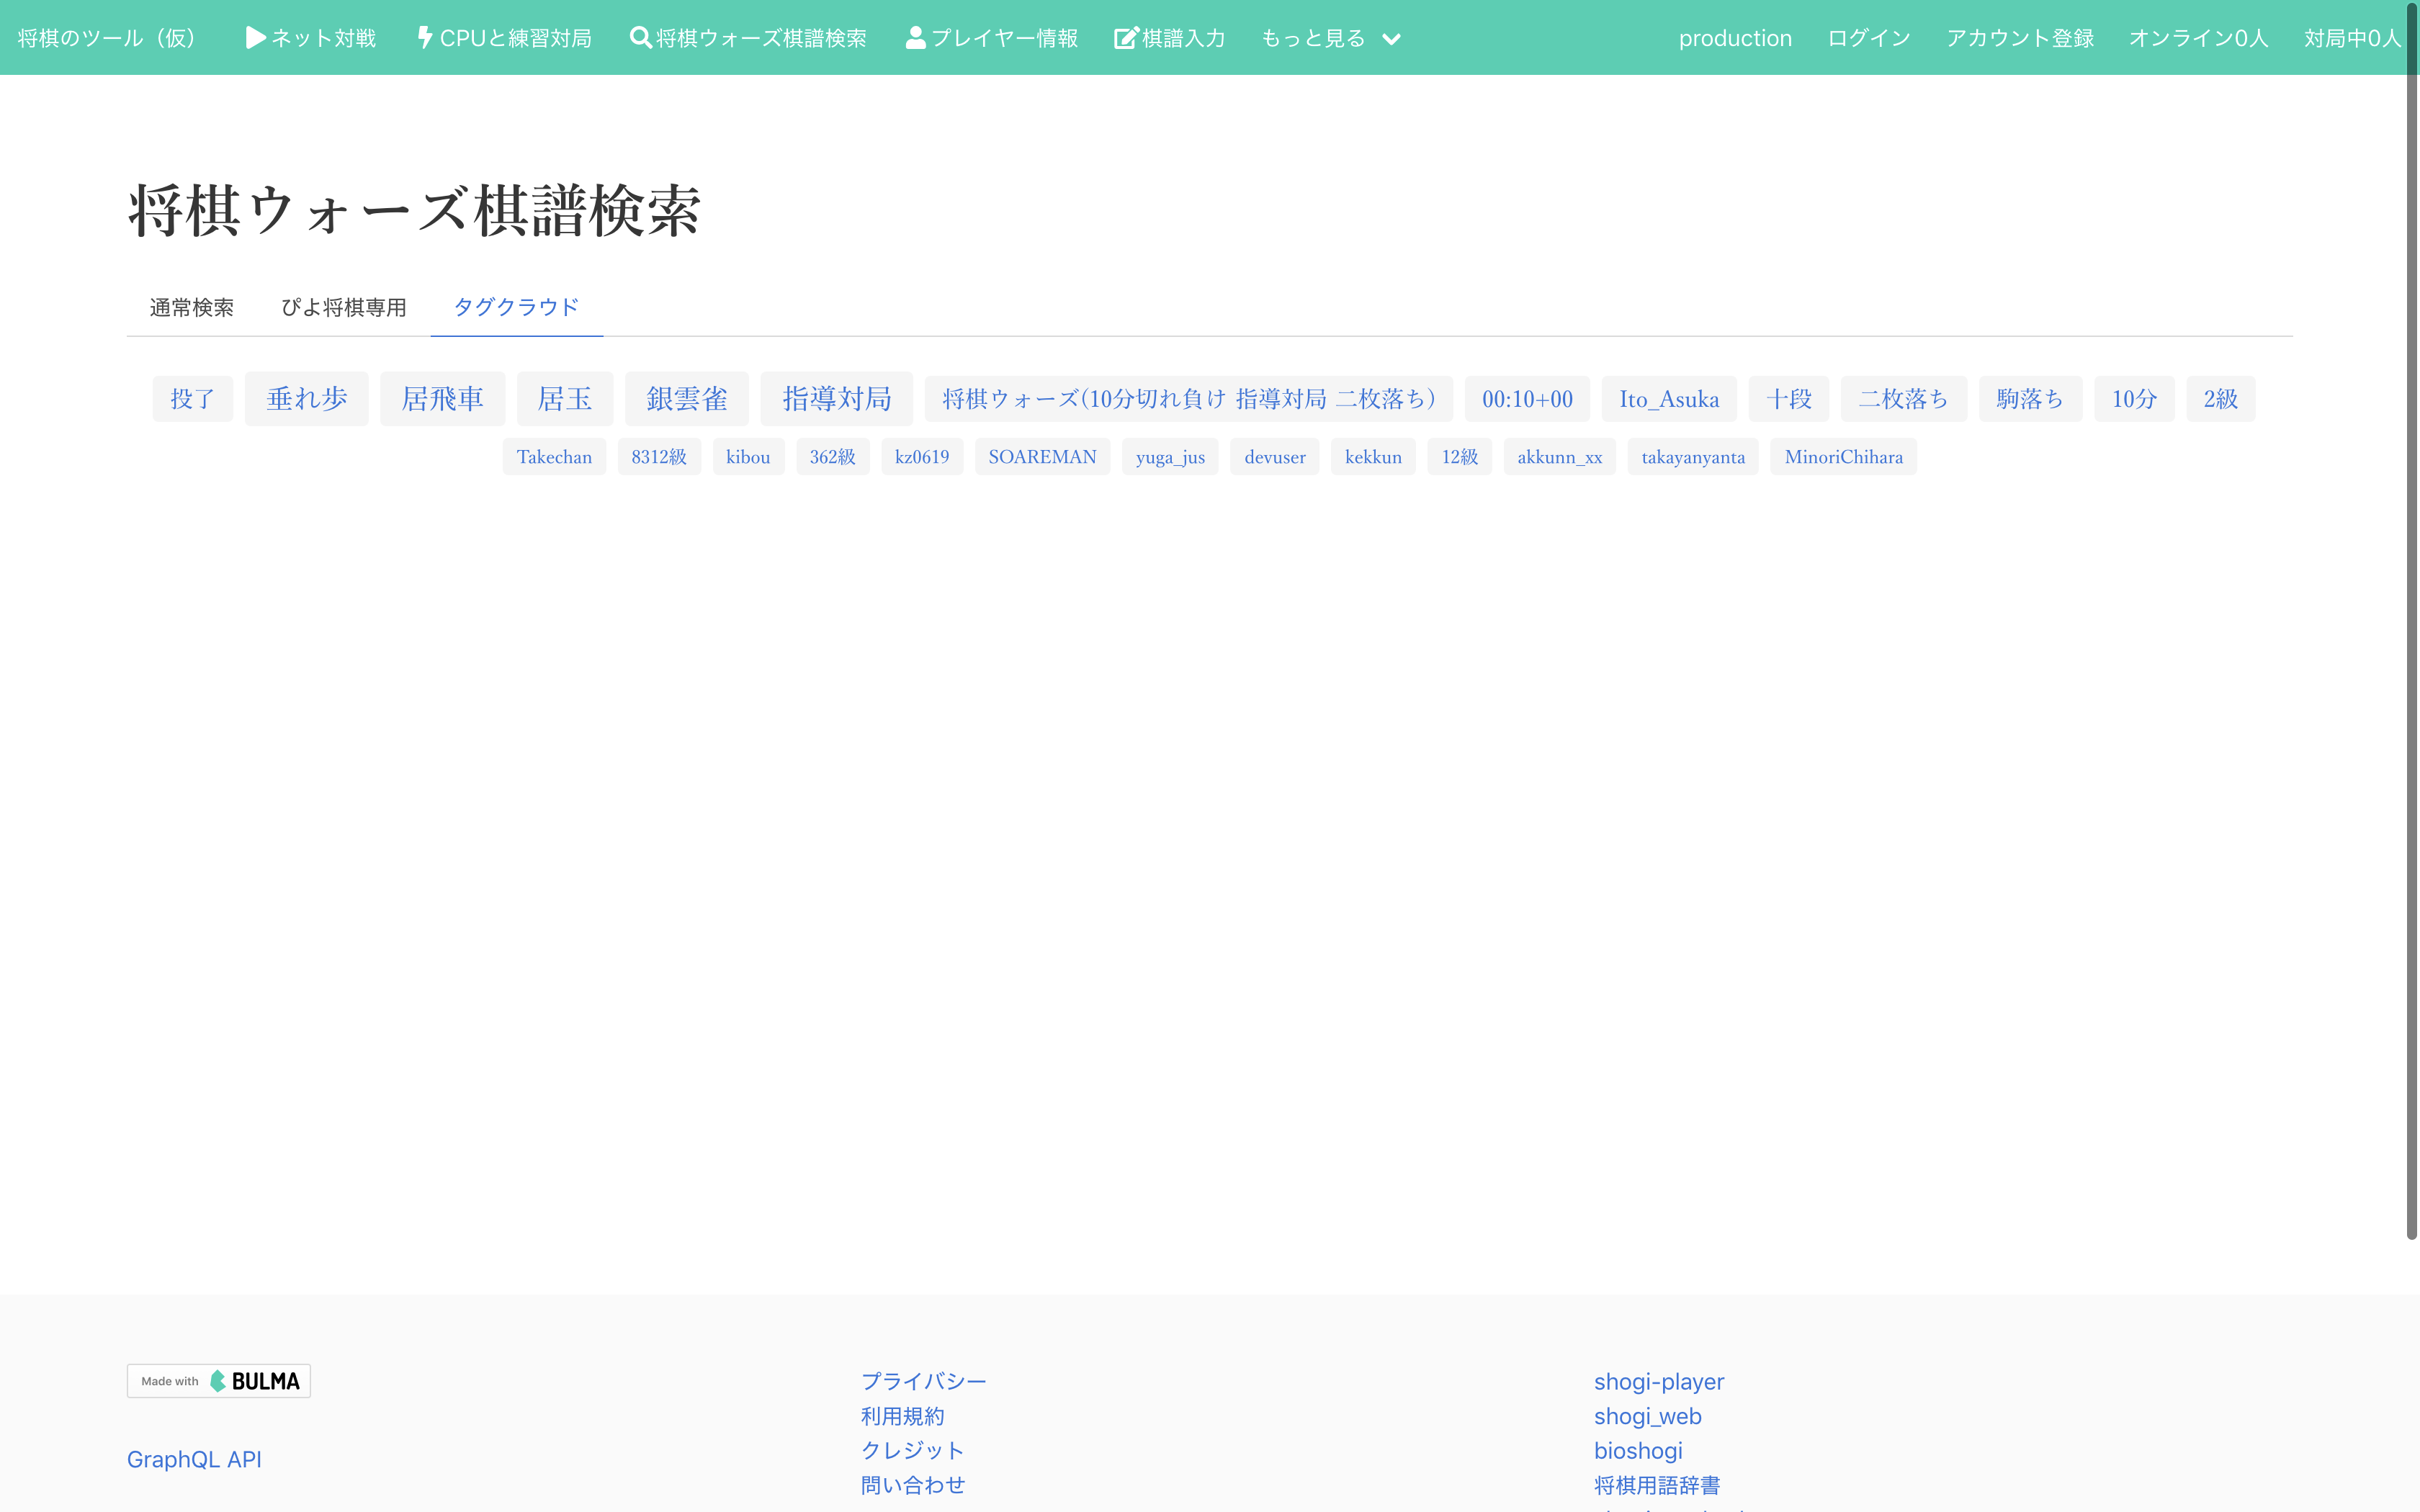 将棋のツール（仮） ネット対戦 CPUと練習対局 将棋ウォーズ棋譜検索 プレイヤー情報 棋譜入力 もっと見る production ログイン アカウント登録 オンライン0人 対局中0人
将棋ウォーズ棋譜検索
通常検索 ぴよ将棋専用 タグクラウド
投了 垂れ歩 居飛車 居玉 銀雲雀 指導対局 将棋ウォーズ(10分切れ負け 指導対局 二枚落ち) 00:10+00 Ito_Asuka 十段 二枚落ち 駒落ち 10分 2級
Takechan 8312級 kibou 362級 kz0619 SOAREMAN yuga_jus devuser kekkun 12級 akkunn_xx takayanyanta MinoriChihara
Made with BULMA
GraphQL API
プライバシー
利用規約
クレジット
問い合わせ
shogi-player
shogi_web
bioshogi
将棋用語辞書